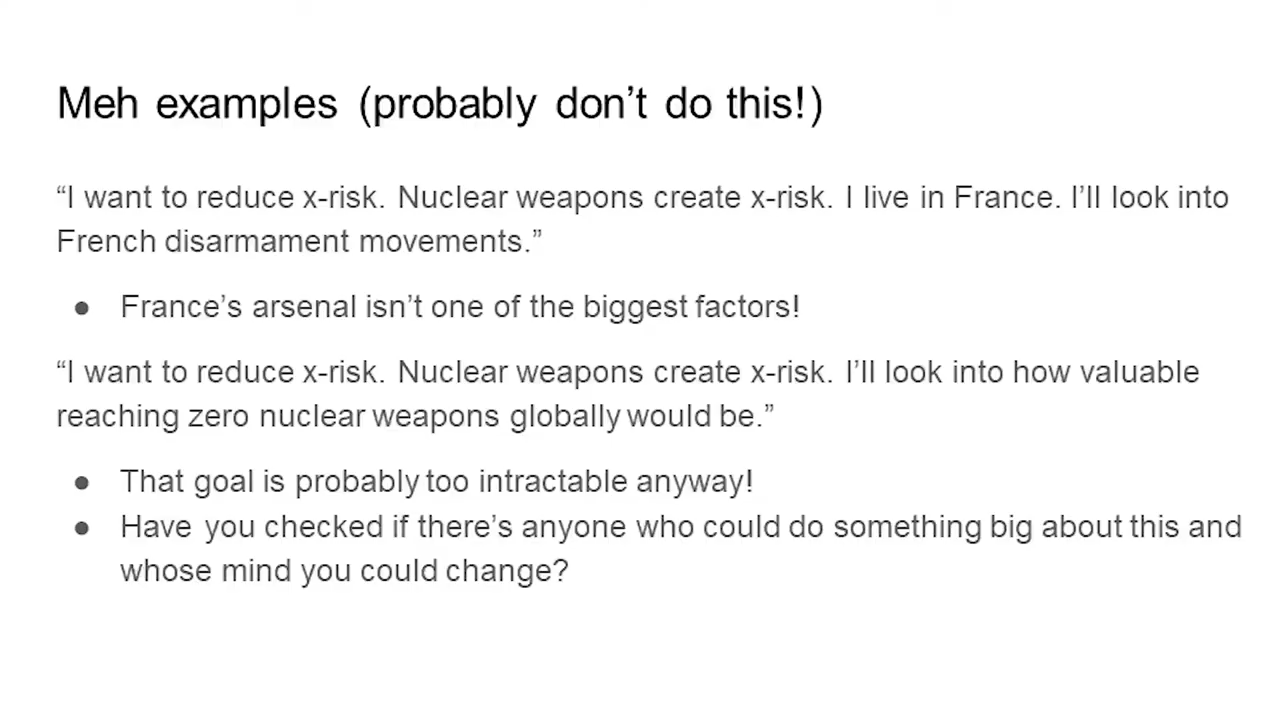 Meh examples (probably don’t do this!)
“I want to reduce x-risk. Nuclear weapons create x-risk. I live in France. I’ll look into
French disarmament movements.”
● France’s arsenal isn’t one of the biggest factors!
“I want to reduce x-risk. Nuclear weapons create x-risk. I’ll look into how valuable
reaching zero nuclear weapons globally would be.”
● That goal is probably too intractable anyway!
● Have you checked if there’s anyone who could do something big about this and
whose mind you could change?